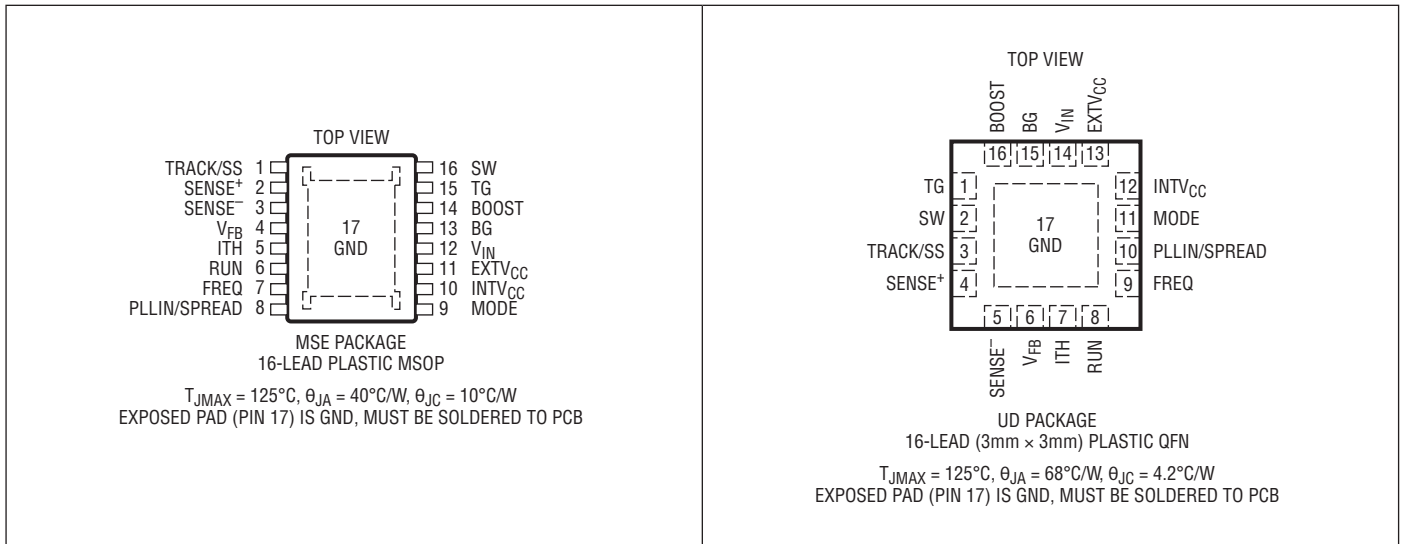 TOP VIEW
TRACK/SS 1
SENSE⁺ 2
SENSE⁻ 3
VFB 4
ITH 5
RUN 6
FREQ 7
PLLIN/SPREAD 8
17
GND
16 SW
15 TG
14 BOOST
13 BG
12 VIN
11 EXTVCC
10 INTVCC
9 MODE
MSE PACKAGE
16-LEAD PLASTIC MSOP
TJMAX = 125°C, θJA = 40°C/W, θJC = 10°C/W
EXPOSED PAD (PIN 17) IS GND, MUST BE SOLDERED TO PCB
TOP VIEW
BOOST
BG
VIN
EXTVCC
16 15 14 13
TG 1
SW 2
TRACK/SS 3
SENSE⁺ 4
17
GND
12 INTVCC
11 MODE
10 PLLIN/SPREAD
9 FREQ
5 6 7 8
SENSE⁻
VFB
ITH
RUN
UD PACKAGE
16-LEAD (3mm × 3mm) PLASTIC QFN
TJMAX = 125°C, θJA = 68°C/W, θJC = 4.2°C/W
EXPOSED PAD (PIN 17) IS GND, MUST BE SOLDERED TO PCB